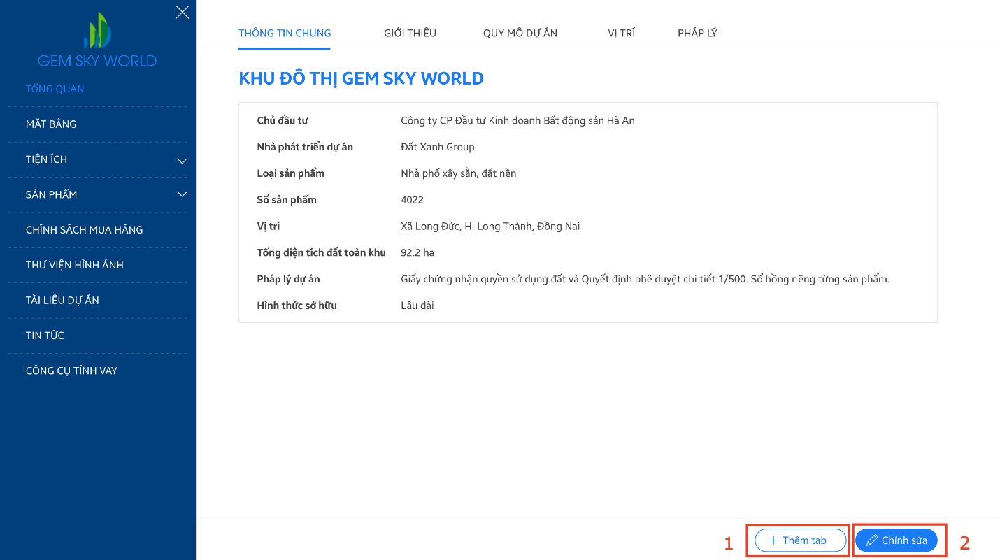 GEM SKY WORLD
TỔNG QUAN
MẶT BẰNG
TIỆN ÍCH
SẢN PHẨM
CHÍNH SÁCH MUA HÀNG
THƯ VIỆN HÌNH ẢNH
TÀI LIỆU DỰ ÁN
TIN TỨC
CÔNG CỤ TÍNH VAY
THÔNG TIN CHUNG GIỚI THIỆU QUY MÔ DỰ ÁN VỊ TRÍ PHÁP LÝ
KHU ĐÔ THỊ GEM SKY WORLD
Chủ đầu tư Công ty CP Đầu tư Kinh doanh Bất động sản Hà An
Nhà phát triển dự án Đất Xanh Group
Loại sản phẩm Nhà phố xây sẵn, đất nền
Số sản phẩm 4022
Vị trí Xã Long Đức, H. Long Thành, Đồng Nai
Tổng diện tích đất toàn khu 92.2 ha
Pháp lý dự án Giấy chứng nhận quyền sử dụng đất và Quyết định phê duyệt chi tiết 1/500. Sổ hồng riêng từng sản phẩm.
Hình thức sở hữu Lâu dài
1 + Thêm tab Chỉnh sửa 2